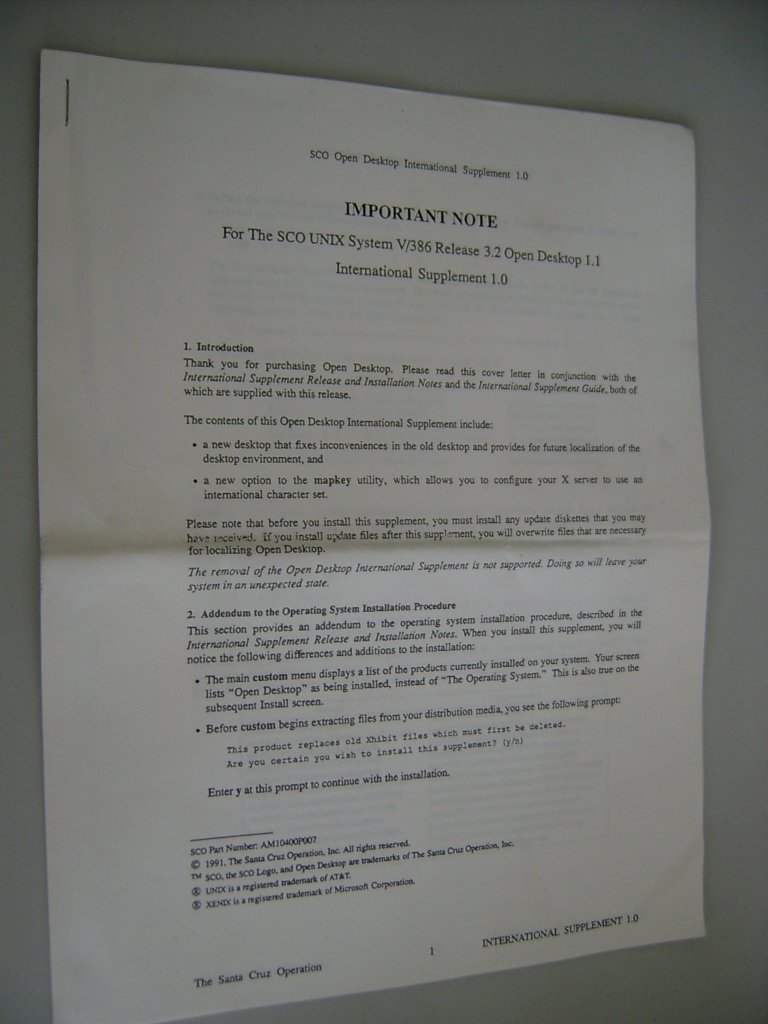 SCO Open Desktop International Supplement 1.0
IMPORTANT NOTE
For The SCO UNIX System V/386 Release 3.2 Open Desktop 1.1
International Supplement 1.0
1. Introduction
Thank you for purchasing Open Desktop. Please read this cover letter in conjunction with the
International Supplement Release and Installation Notes and the International Supplement Guide, both of
which are supplied with this release.
The contents of this Open Desktop International Supplement include:
• a new desktop that fixes inconveniences in the old desktop and provides for future localization of the
desktop environment, and
• a new option to the mapkey utility, which allows you to configure your X server to use an
international character set.
Please note that before you install this supplement, you must install any update diskettes that you may
have received. If you install update files after this supplement, you will overwrite files that are necessary
for localizing Open Desktop.
The removal of the Open Desktop International Supplement is not supported. Doing so will leave your
system in an unexpected state.
2. Addendum to the Operating System Installation Procedure
This section provides an addendum to the operating system installation procedure, described in the
International Supplement Release and Installation Notes. When you install this supplement, you will
notice the following differences and additions to the installation:
• The main custom menu displays a list of the products currently installed on your system. Your screen
lists “Open Desktop” as being installed, instead of “The Operating System.” This is also true on the
subsequent Install screen.
• Before custom begins extracting files from your distribution media, you see the following prompt:
This product replaces old Xhibit files which must first be deleted.
Are you certain you wish to install this supplement? (y/n)
Enter y at this prompt to continue with the installation.
SCO Part Number: AM10400P007
© 1991, The Santa Cruz Operation, Inc. All rights reserved.
TM SCO, the SCO Logo, and Open Desktop are trademarks of The Santa Cruz Operation, Inc.
® UNIX is a registered trademark of AT&T.
® XENIX is a registered trademark of Microsoft Corporation.
The Santa Cruz Operation 1 INTERNATIONAL SUPPLEMENT 1.0